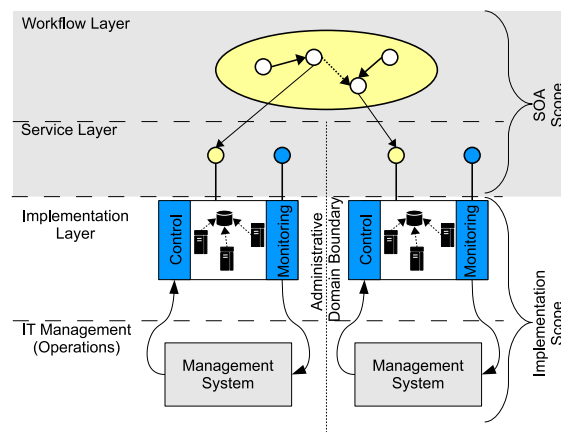 Workflow Layer
Service Layer
SOA
Scope
Implementation
Layer
Control
Monitoring
Administrative
Domain Boundary
Control
Monitoring
Implementation
Scope
IT Management
(Operations)
Management
System
Management
System